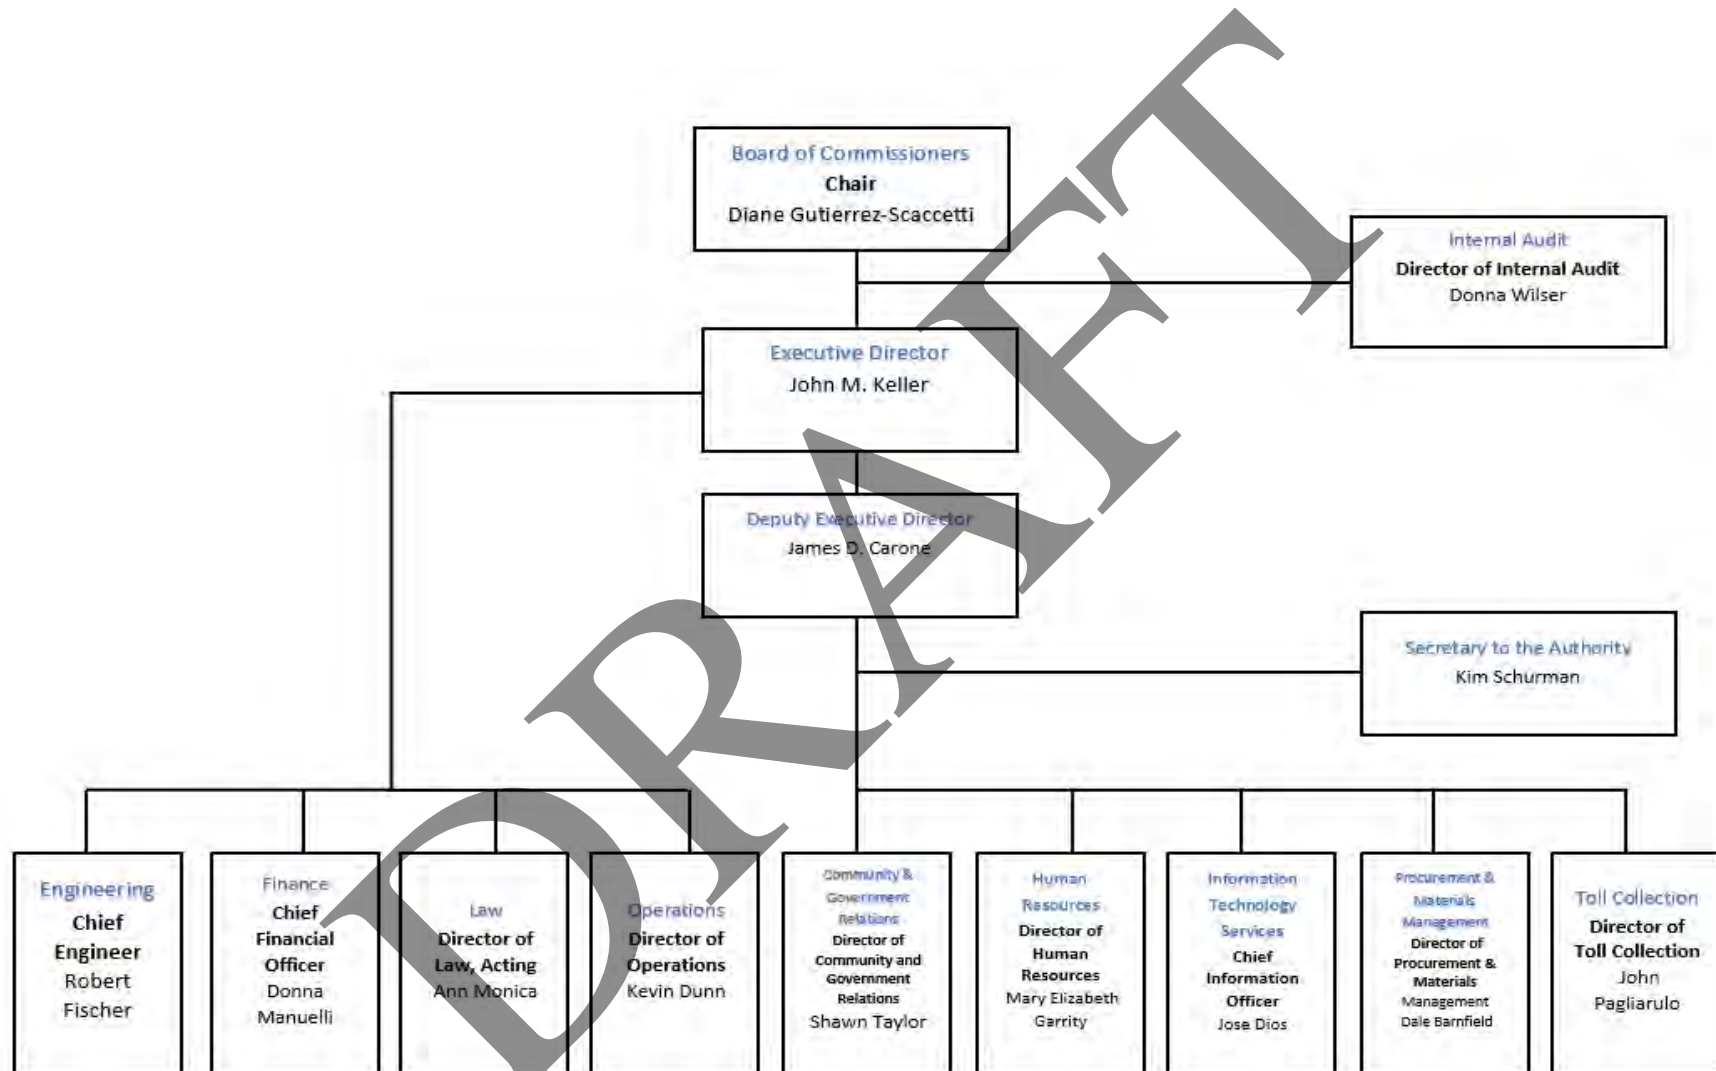 Board of Commissioners
Chair
Diane Gutierrez-Scaccetti
Internal Audit
Director of Internal Audit
Donna Wilser
Executive Director
John M. Keller
Deputy Executive Director
James D. Carone
Secretary to the Authority
Kim Schurman
Engineering
Chief
Engineer
Robert
Fischer
Finance
Chief
Financial
Officer
Donna
Manuelli
Law
Director of
Law, Acting
Ann Monica
Operations
Director of
Operations
Kevin Dunn
Community &
Government
Relations
Director of
Community and
Government
Relations
Shawn Taylor
Human
Resources
Director of
Human
Resources
Mary Elizabeth
Garrity
Information
Technology
Services
Chief
Information
Officer
Jose Dios
Procurement &
Materials
Management
Director of
Procurement &
Materials
Management
Dale Barnfield
Toll Collection
Director of
Toll Collection
John
Pagliarulo
DRAFT